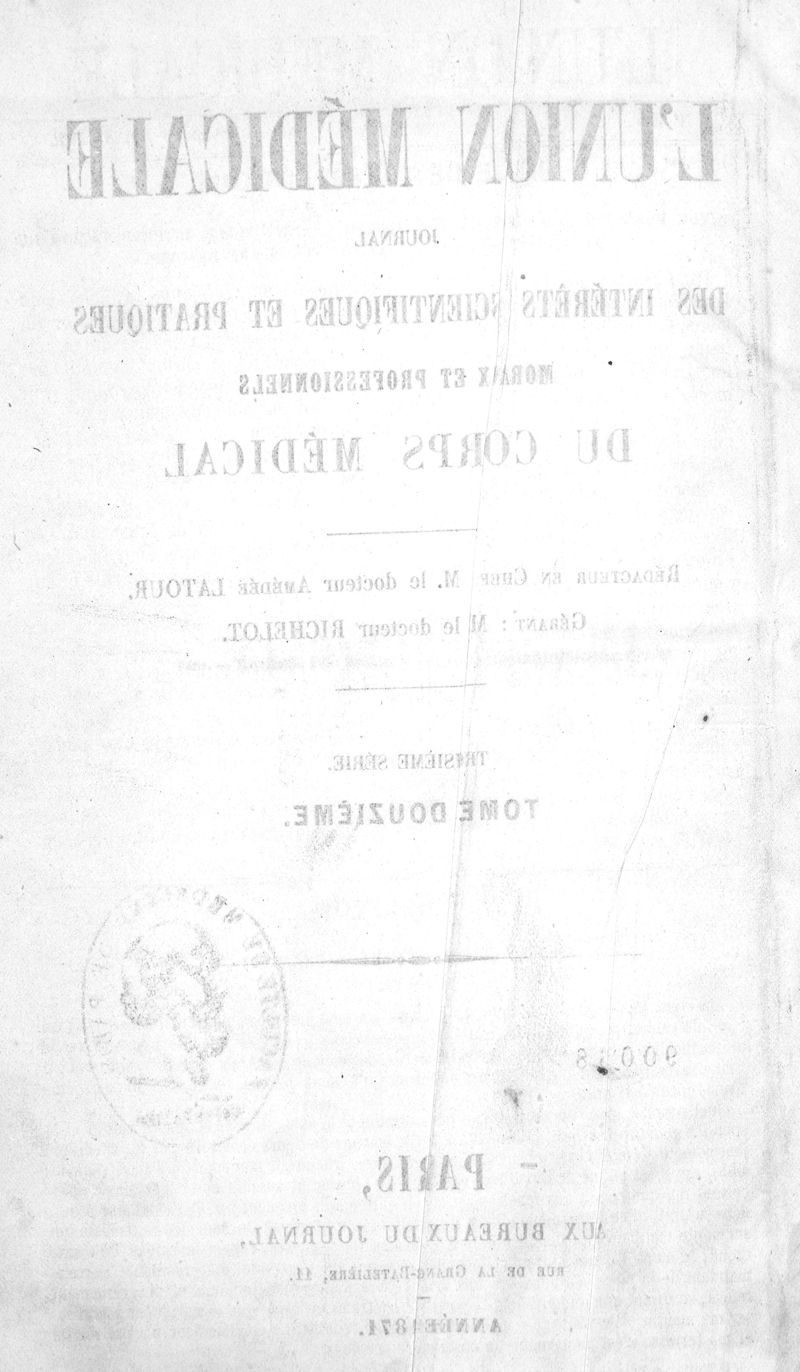 L'UNION MÉDICALE
JOURNAL
DES INTÉRÊTS SCIENTIFIQUES ET PRATIQUES
MORAUX ET PROFESSIONNELS
DU CORPS MÉDICAL
RÉDACTEUR EN CHEF M. le docteur AMÉDÉE LATOUR.
GÉRANT : M le docteur RICHELOT.
TROISIÈME SÉRIE.
TOME DOUZIÈME.
PARIS,
AUX BUREAUX DU JOURNAL,
RUE DE LA GRANGE-BATELIÈRE, 11.
ANNÉE 1871.